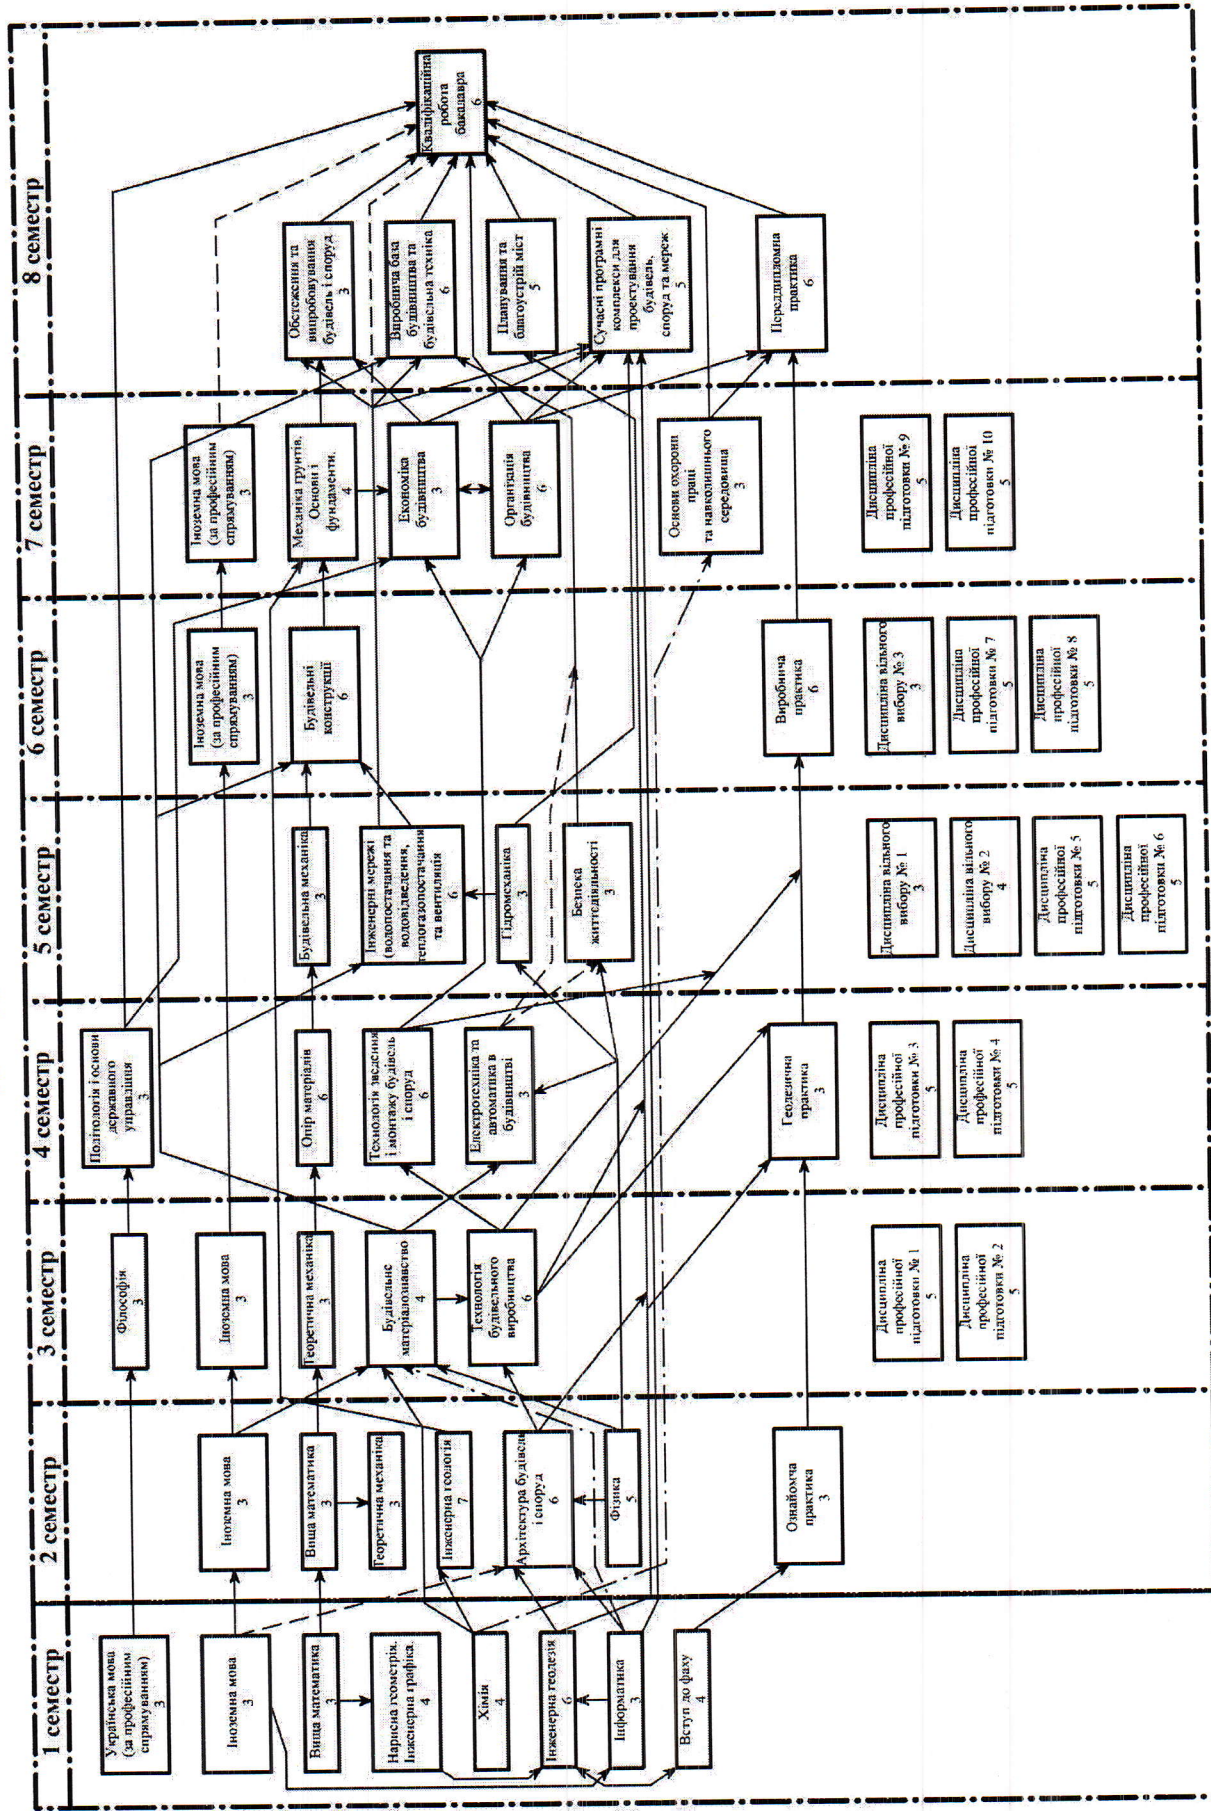 1 семестр
2 семестр
3 семестр
4 семестр
5 семестр
6 семестр
7 семестр
8 семестр
Українська мова
(за професійним
спрямуванням)
3
Іноземна мова
3
Вища математика
3
Нарисна геометрія.
Інженерна графіка.
4
Хімія
4
Інженерна геодезія
6
Інформатика
3
Вступ до фаху
4
Іноземна мова
3
Вища математика
3
Теоретична механіка
3
Інженерна геологія
7
Архітектура будівель
і споруд
6
Фізика
5
Ознайомча
практика
3
Філософія
3
Іноземна мова
3
Теоретична механіка
3
Будівельне
матеріалознавство
4
Технологія
будівельного
виробництва
6
Дисципліна
професійної
підготовки № 1
5
Дисципліна
професійної
підготовки № 2
5
Політологія і основи
державного
управління
3
Опір матеріалів
6
Технологія зведення
і монтажу будівель
і споруд
6
Електротехніка та
автоматика в
будівництві
3
Геодезична
практика
3
Дисципліна
професійної
підготовки № 3
5
Дисципліна
професійної
підготовки № 4
5
Будівельна механіка
3
Інженерні мережі
(водопостачання та
водовідведення,
теплогазопостачання
та вентиляція
6
Гідромеханіка
3
Безпека
життєдіяльності
3
Дисципліна вільного
вибору № 1
3
Дисципліна вільного
вибору № 2
4
Дисципліна
професійної
підготовки № 5
5
Дисципліна
професійної
підготовки № 6
5
Іноземна мова
(за професійним
спрямуванням)
3
Будівельні
конструкції
6
Виробнича
практика
6
Дисципліна вільного
вибору № 3
3
Дисципліна
професійної
підготовки № 7
5
Дисципліна
професійної
підготовки № 8
5
Іноземна мова
(за професійним
спрямуванням)
3
Механіка грунтів.
Основи і
фундаменти.
4
Економіка
будівництва
3
Організація
будівництва
6
Основи охорони
праці
та навколишнього
середовища
3
Дисципліна
професійної
підготовки № 9
5
Дисципліна
професійної
підготовки № 10
5
Обстеження та
випробовування
будівель і споруд
3
Виробнича база
будівництва та
будівельна техніка
6
Планування та
благоустрій міст
5
Сучасні програмні
комплекси для
проектування
будівель,
споруд та мереж
5
Переддипломна
практика
6
Кваліфікаційна
робота
бакалавра
6